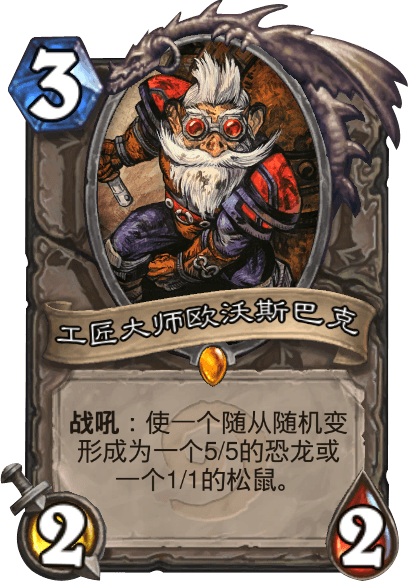 3
工匠大师欧沃斯巴克
战吼：使一个随从随机变
形成为一个5/5的恐龙或
一个1/1的松鼠。
2
2